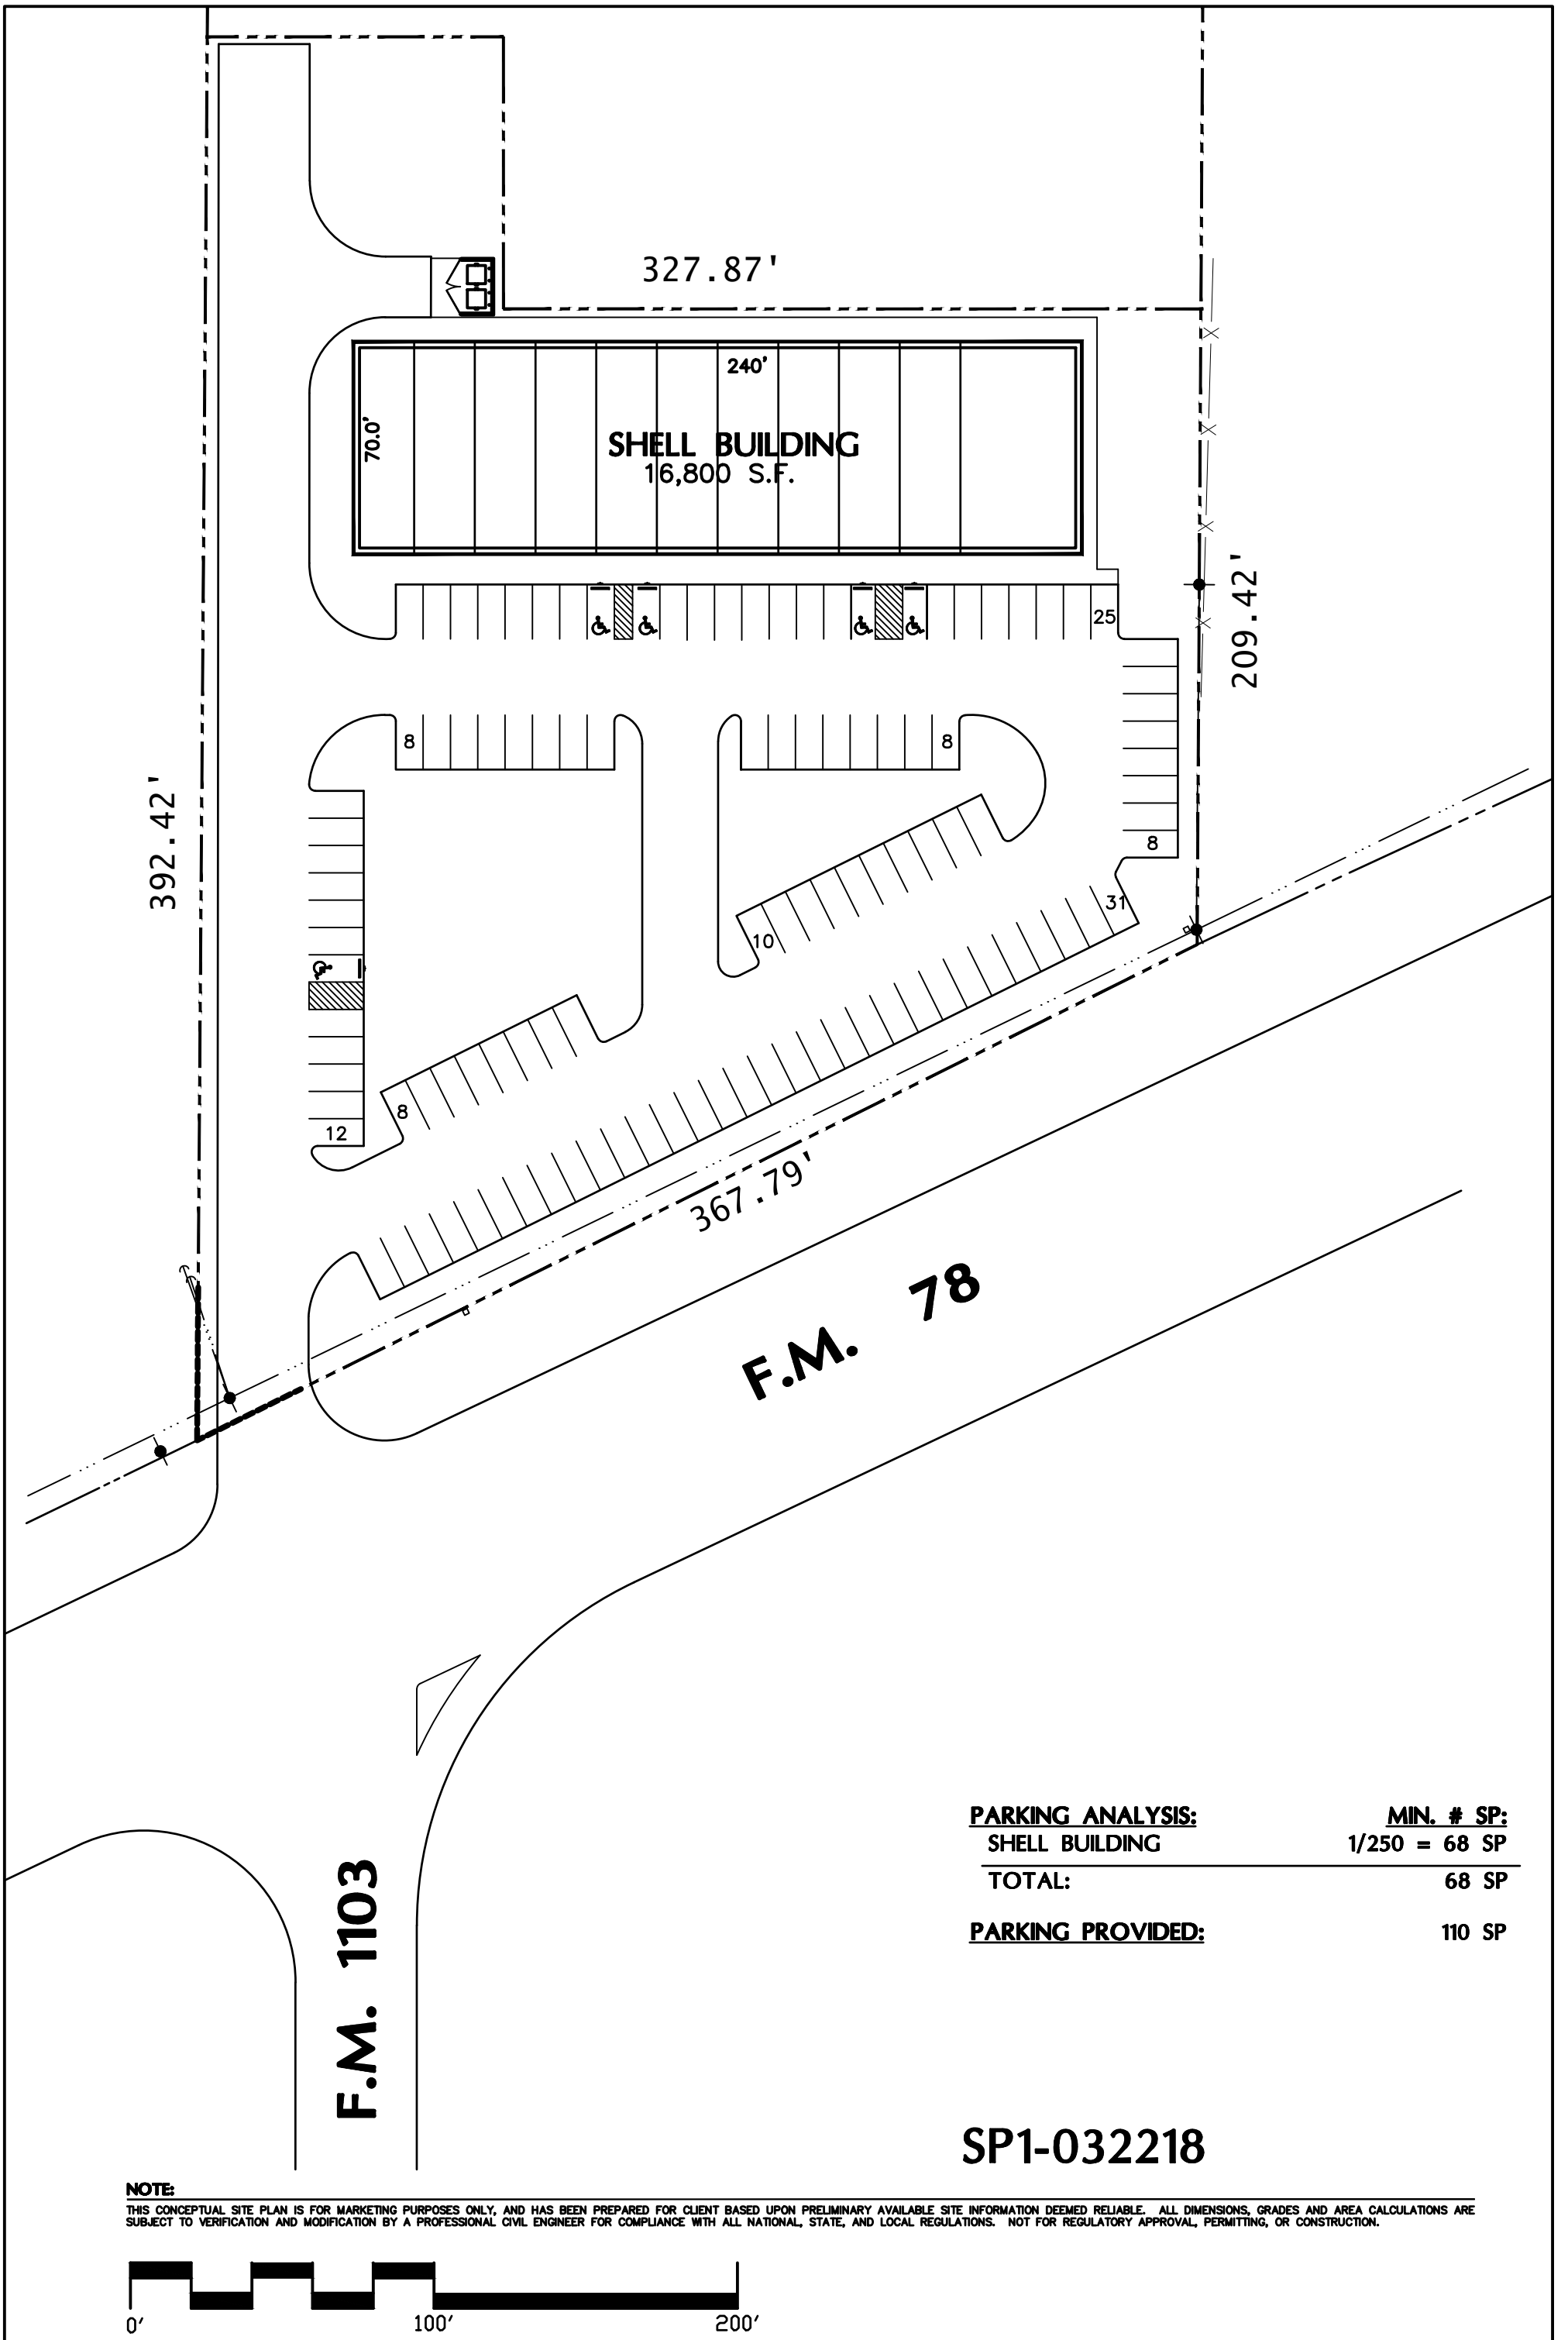 327.87'
240'
70.0'
SHELL BUILDING
16,800 S.F.
25
209.42'
8
8
392.42'
8
31
10
8
12
367.79'
F.M. 78
F.M. 1103
PARKING ANALYSIS: MIN. # SP:
SHELL BUILDING 1/250 = 68 SP
TOTAL: 68 SP
PARKING PROVIDED: 110 SP
SP1-032218
NOTE:
THIS CONCEPTUAL SITE PLAN IS FOR MARKETING PURPOSES ONLY, AND HAS BEEN PREPARED FOR CLIENT BASED UPON PRELIMINARY AVAILABLE SITE INFORMATION DEEMED RELIABLE. ALL DIMENSIONS, GRADES AND AREA CALCULATIONS ARE
SUBJECT TO VERIFICATION AND MODIFICATION BY A PROFESSIONAL CIVIL ENGINEER FOR COMPLIANCE WITH ALL NATIONAL, STATE, AND LOCAL REGULATIONS. NOT FOR REGULATORY APPROVAL, PERMITTING, OR CONSTRUCTION.
0' 100' 200'